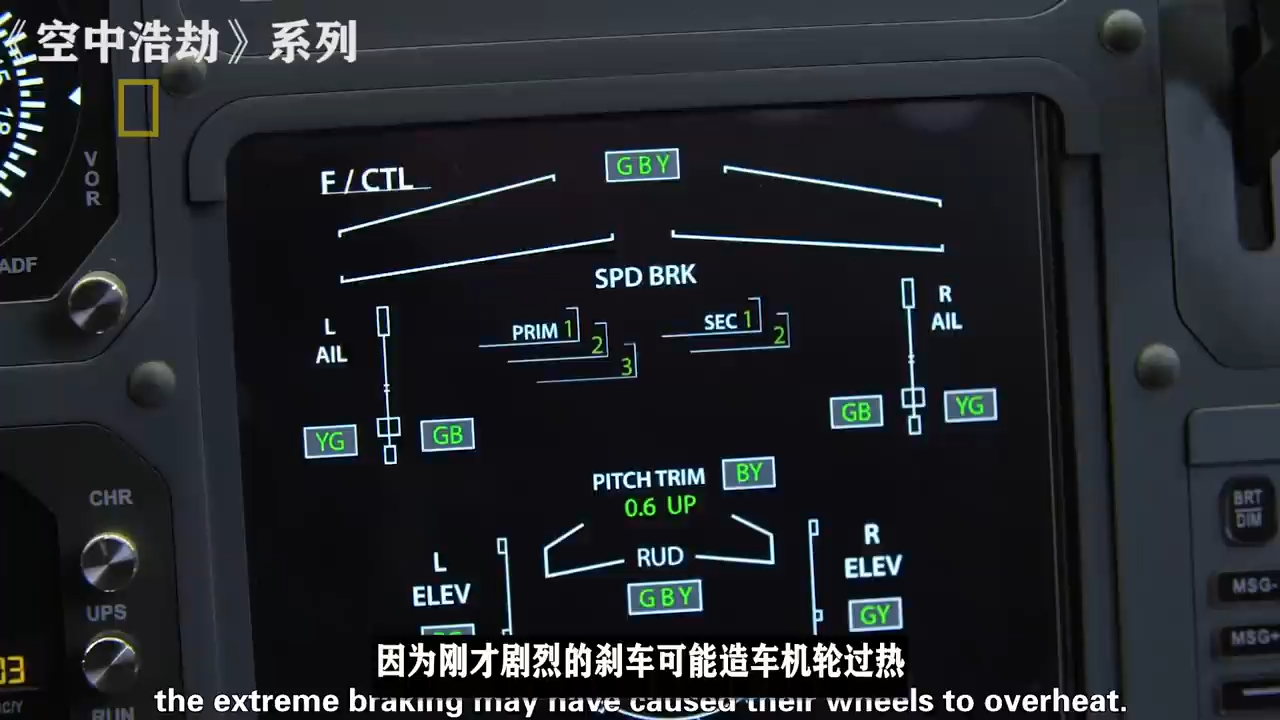 《空中浩劫》系列
VOR
ADF
F / CTL
GBY
SPD BRK
PRIM 1
2
3
SEC 1
2
L
AIL
R
AIL
YG
GB
GB
YG
PITCH TRIM
BY
0.6 UP
RUD
GBY
L
ELEV
R
ELEV
GY
CHR
UPS
RUN
BRT
DIM
MSG-
MSG
因为刚才剧烈的刹车可能造车机轮过热
the extreme braking may have caused their wheels to overheat.